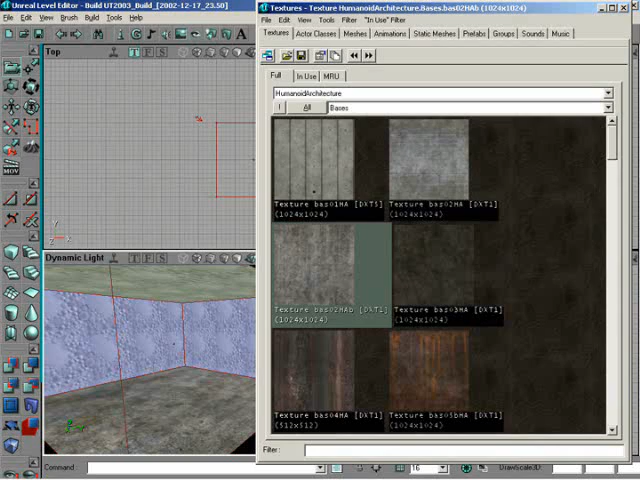 Unreal Level Editor - Build UT2003_Build_[2002-12-17_23.50]
File Edit View Brush Build Tools Help
Top
Dynamic Light
MOV
Y
Z X
Command :
16
DrawScale3D:
Textures - Texture HumanoidArchitecture.Bases.bas02HAb (1024x1024)
File Edit View Tools Filter "In Use" Filter
Textures Actor Classes Meshes Animations Static Meshes Prefabs Groups Sounds Music
Full In Use MRU
HumanoidArchitecture
! All Bases
Texture bas01HA [DXT5] Texture bas02HA [DXT1]
(1024x1024) (1024x1024)
Texture bas02HAb [DXT1] Texture bas03HA [DXT1]
(1024x1024) (1024x1024)
Texture bas04HA [DXT1] Texture bas05bHA [DXT1]
(512x512) (1024x1024)
Filter :